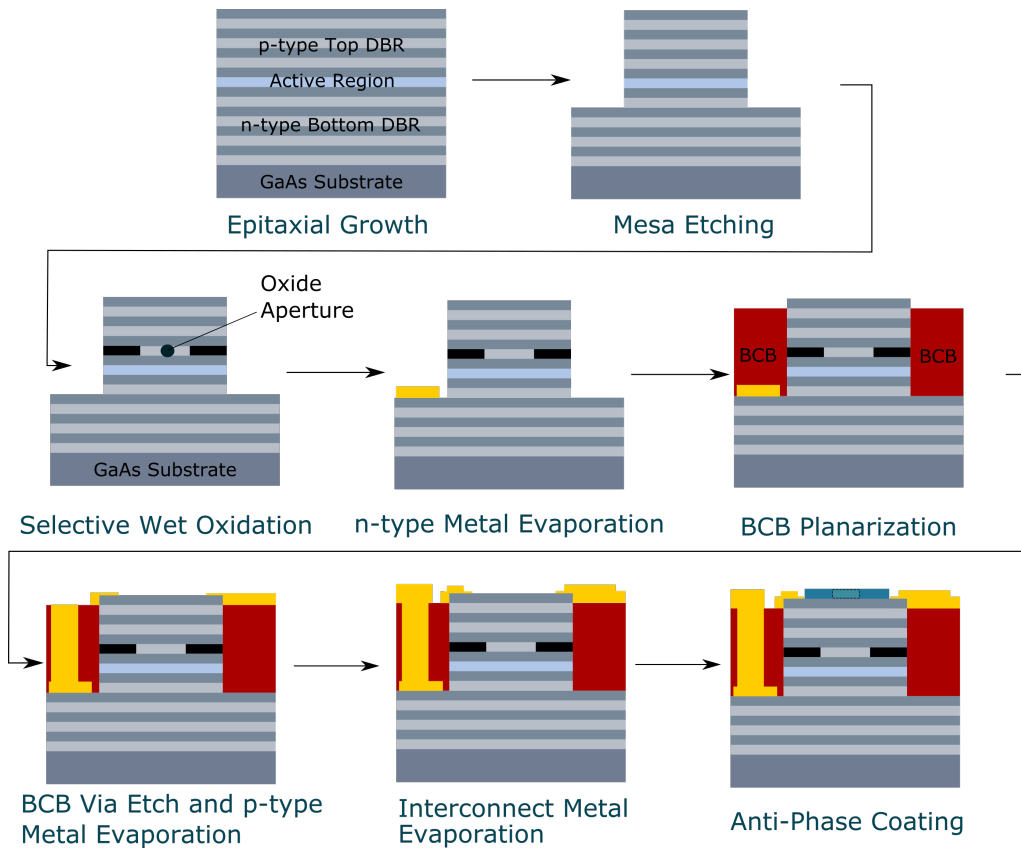 p-type Top DBR
Active Region
n-type Bottom DBR
GaAs Substrate
Epitaxial Growth
Mesa Etching
Oxide
Aperture
GaAs Substrate
Selective Wet Oxidation
n-type Metal Evaporation
BCB
BCB
BCB Planarization
BCB Via Etch and p-type
Metal Evaporation
Interconnect Metal
Evaporation
Anti-Phase Coating